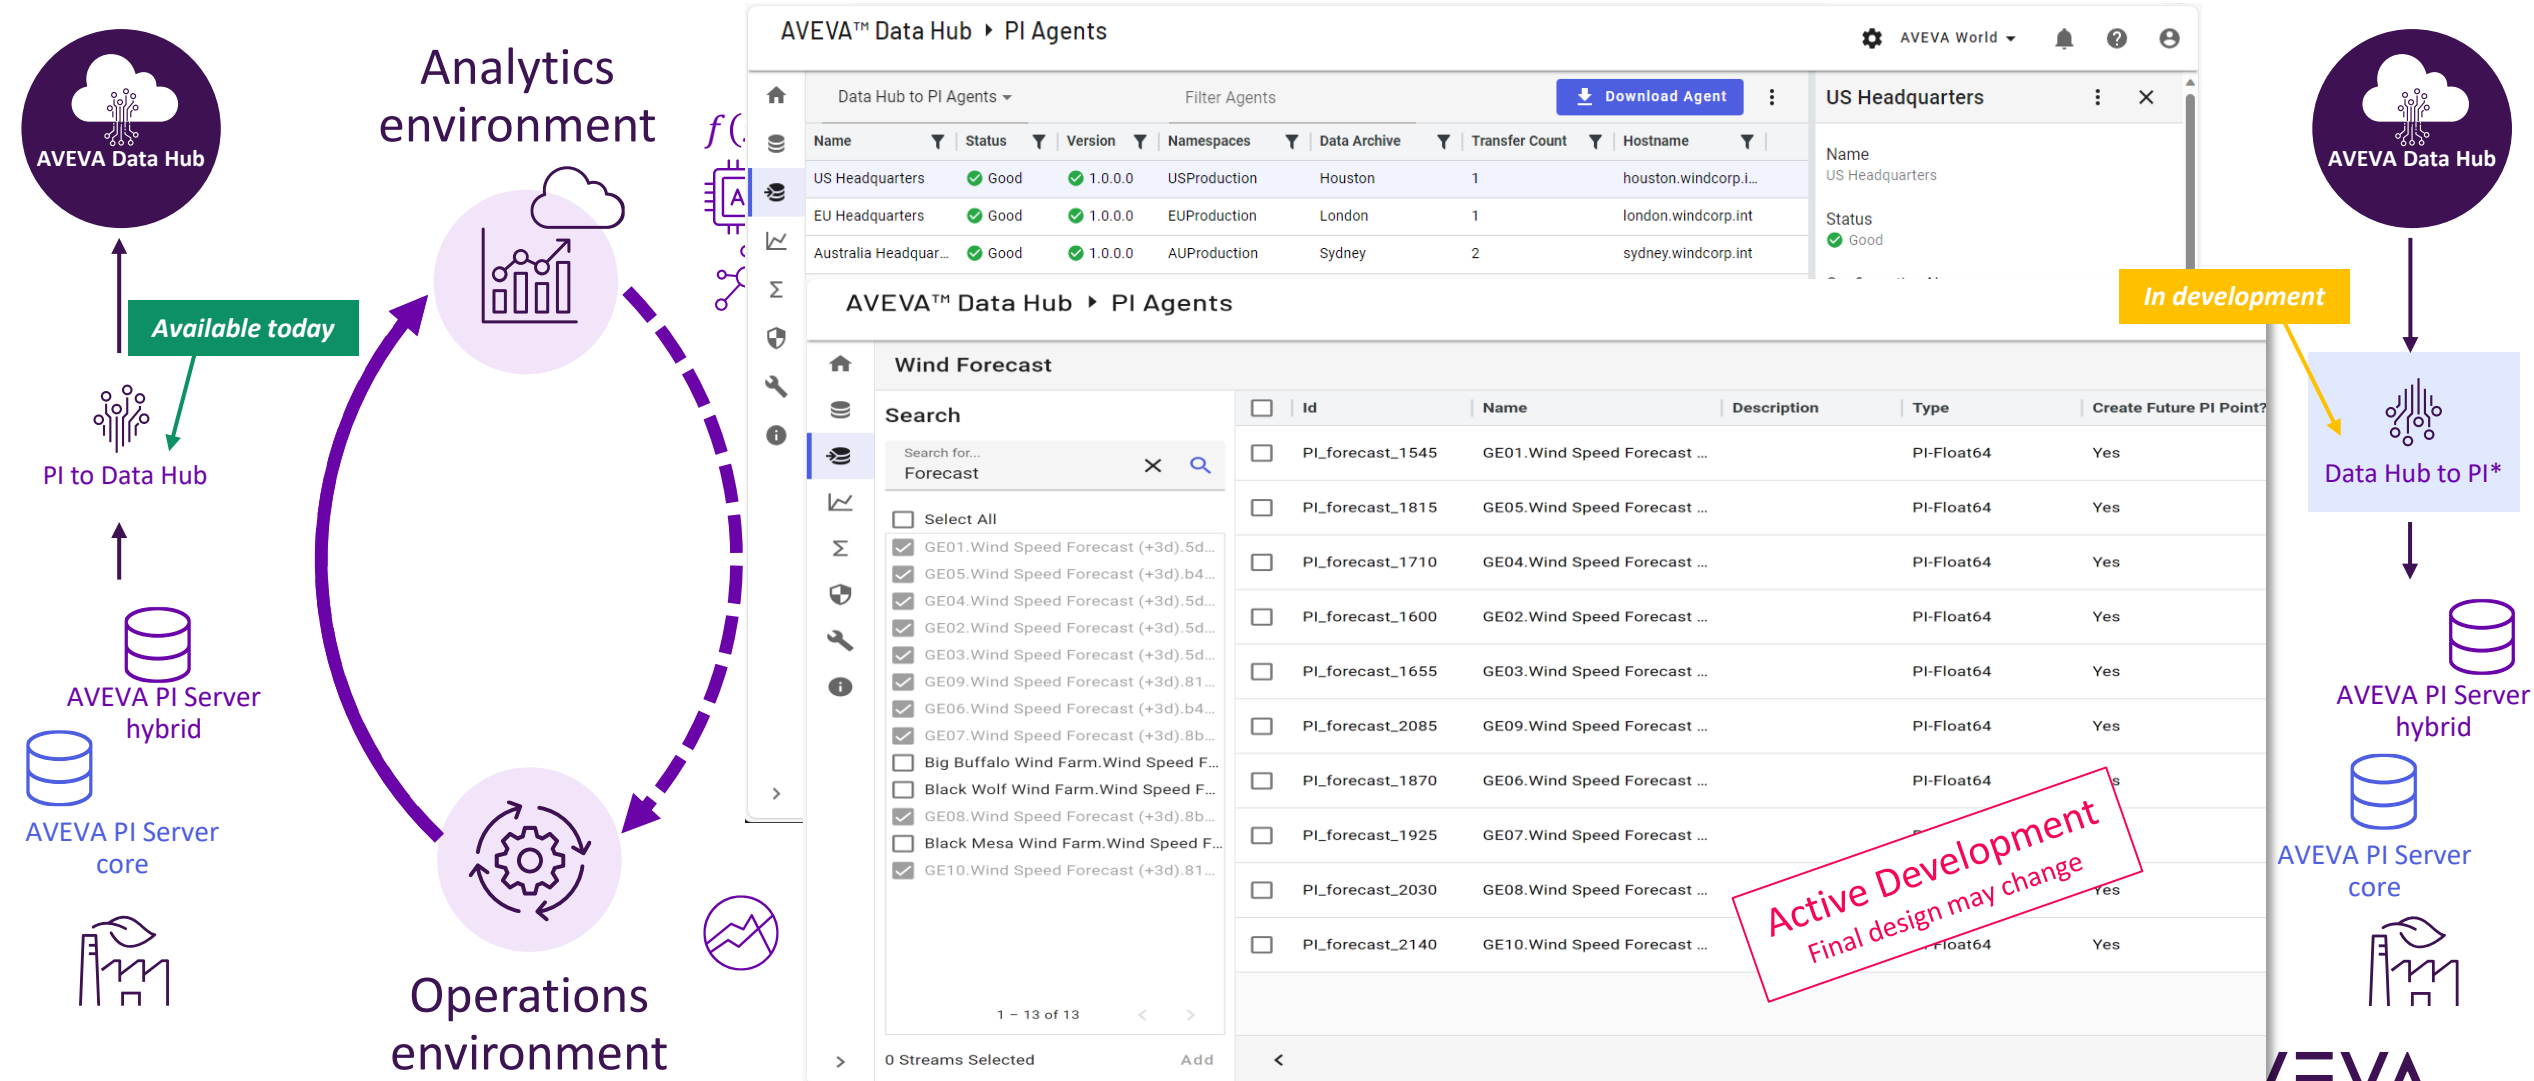 AVEVA Data Hub
Available today
PI to Data Hub
AVEVA PI Server
hybrid
AVEVA PI Server
core
Analytics
environment
Operations
environment
f(.
A
AVEVA™ Data Hub ▸ PI Agents
AVEVA World
Data Hub to PI Agents
Filter Agents
Download Agent
Name Status Version Namespaces Data Archive Transfer Count Hostname
US Headquarters Good 1.0.0.0 USProduction Houston 1 houston.windcorp.i...
EU Headquarters Good 1.0.0.0 EUProduction London 1 london.windcorp.int
Australia Headquar... Good 1.0.0.0 AUProduction Sydney 2 sydney.windcorp.int
US Headquarters
Name
US Headquarters
Status
Good
AVEVA™ Data Hub ▸ PI Agents
Wind Forecast
Search
Search for...
Forecast
Select All
GE01.Wind Speed Forecast (+3d).5d...
GE05.Wind Speed Forecast (+3d).b4...
GE04.Wind Speed Forecast (+3d).5d...
GE02.Wind Speed Forecast (+3d).5d...
GE03.Wind Speed Forecast (+3d).5d...
GE09.Wind Speed Forecast (+3d).81...
GE06.Wind Speed Forecast (+3d).b4...
GE07.Wind Speed Forecast (+3d).8b...
Big Buffalo Wind Farm.Wind Speed F...
Black Wolf Wind Farm.Wind Speed F...
GE08.Wind Speed Forecast (+3d).8b...
Black Mesa Wind Farm.Wind Speed F...
GE10.Wind Speed Forecast (+3d).81...
1 – 13 of 13
0 Streams Selected Add
Id Name Description Type Create Future PI Point?
PI_forecast_1545 GE01.Wind Speed Forecast ... PI-Float64 Yes
PI_forecast_1815 GE05.Wind Speed Forecast ... PI-Float64 Yes
PI_forecast_1710 GE04.Wind Speed Forecast ... PI-Float64 Yes
PI_forecast_1600 GE02.Wind Speed Forecast ... PI-Float64 Yes
PI_forecast_1655 GE03.Wind Speed Forecast ... PI-Float64 Yes
PI_forecast_2085 GE09.Wind Speed Forecast ... PI-Float64 Yes
PI_forecast_1870 GE06.Wind Speed Forecast ... PI-Float64
PI_forecast_1925 GE07.Wind Speed Forecast ...
PI_forecast_2030 GE08.Wind Speed Forecast ... Yes
PI_forecast_2140 GE10.Wind Speed Forecast ... Yes
Active Development
Final design may change
AVEVA Data Hub
In development
Data Hub to PI*
AVEVA PI Server
hybrid
AVEVA PI Server
core